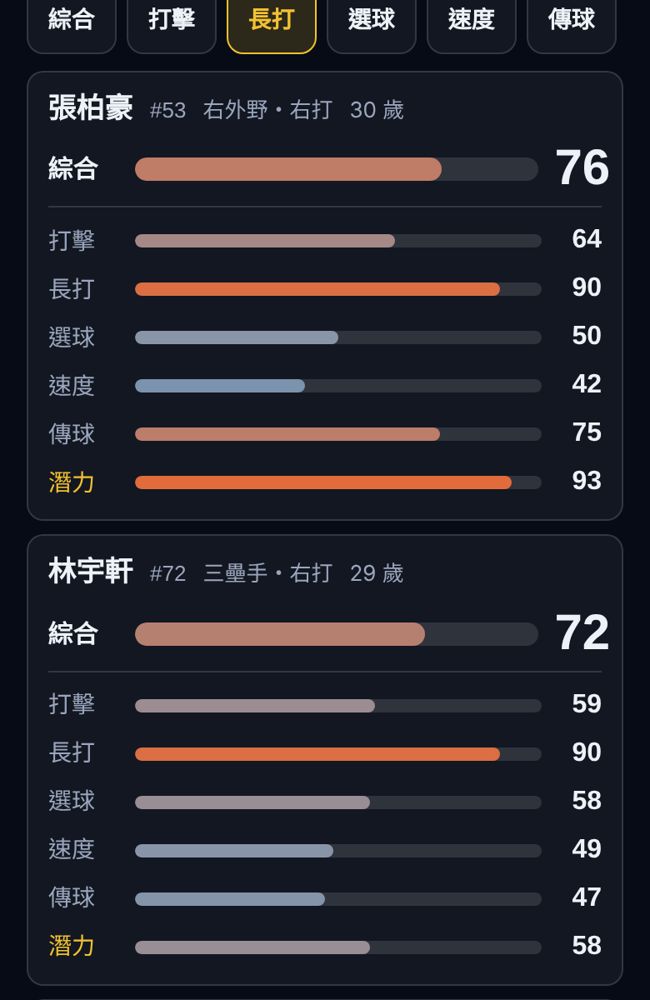 綜合 打擊 長打 選球 速度 傳球
張柏豪 #53 右外野・右打 30 歲
綜合 76
打擊 64
長打 90
選球 50
速度 42
傳球 75
潛力 93
林宇軒 #72 三壘手・右打 29 歲
綜合 72
打擊 59
長打 90
選球 58
速度 49
傳球 47
潛力 58